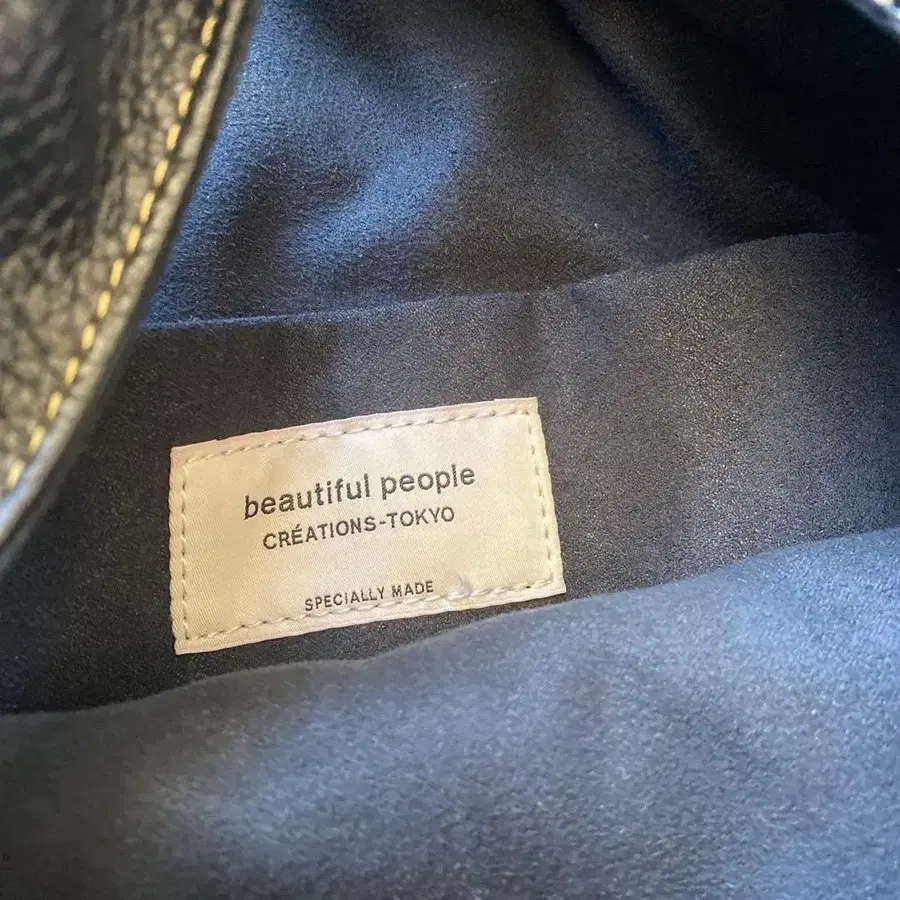 beautiful people
CRÉATIONS-TOKYO
SPECIALLY MADE